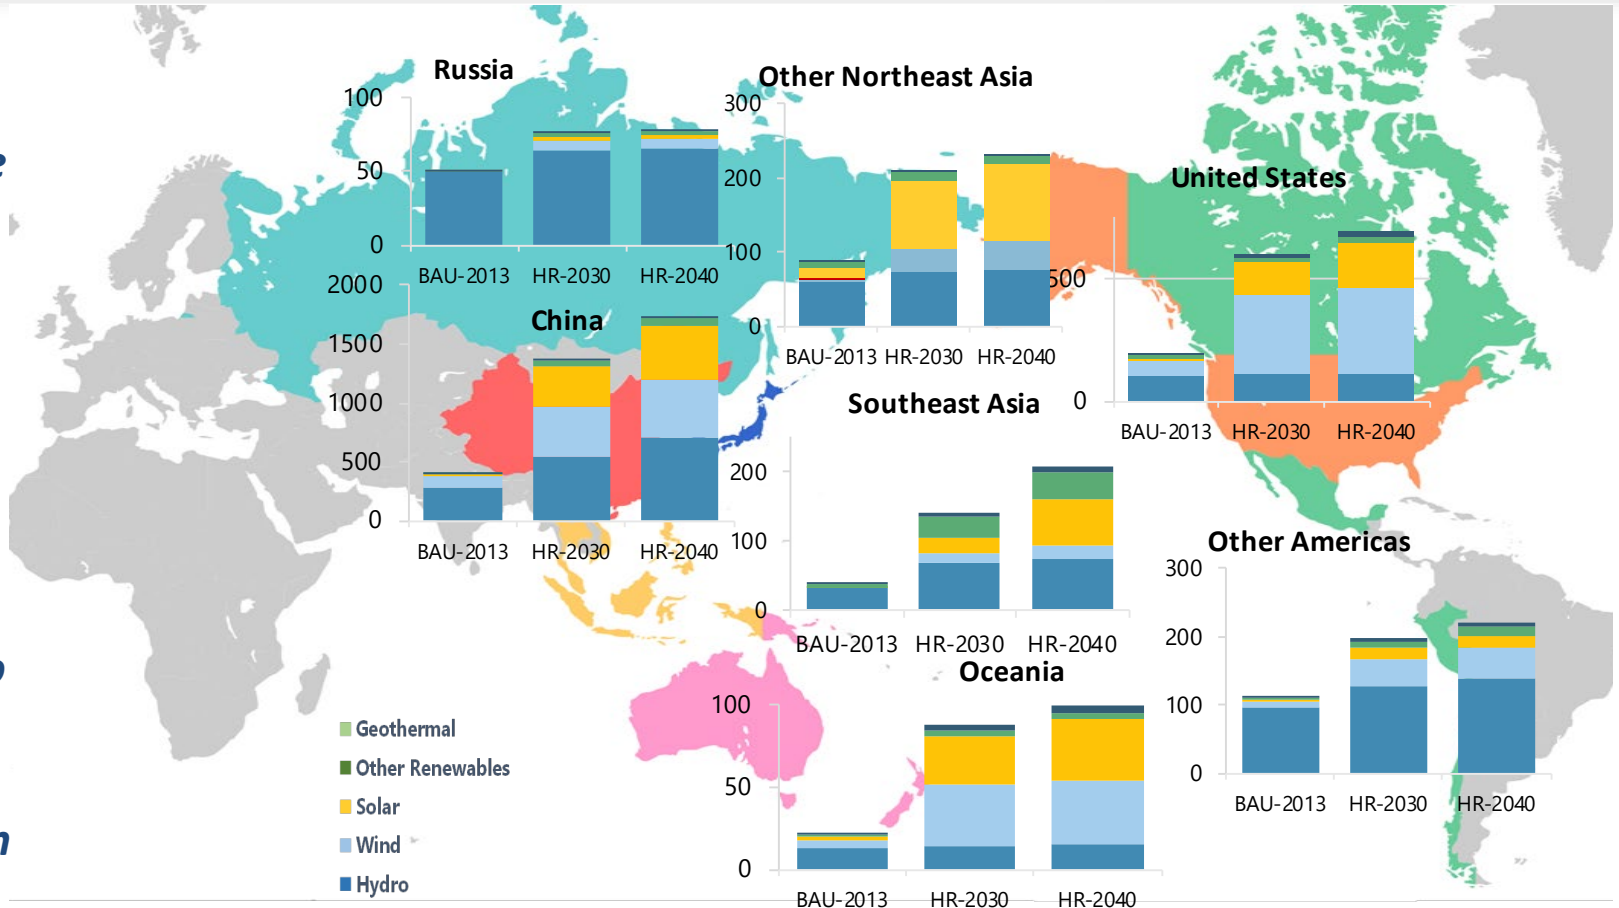 Russia
100
50
0
BAU-2013 HR-2030 HR-2040
Other Northeast Asia
300
200
100
0
BAU-2013 HR-2030 HR-2040
United States
500
0
BAU-2013 HR-2030 HR-2040
China
2000
1500
1000
500
0
BAU-2013 HR-2030 HR-2040
Southeast Asia
200
100
0
BAU-2013 HR-2030 HR-2040
Other Americas
300
200
100
0
BAU-2013 HR-2030 HR-2040
Oceania
100
50
0
BAU-2013 HR-2030 HR-2040
Geothermal
Other Renewables
Solar
Wind
Hydro